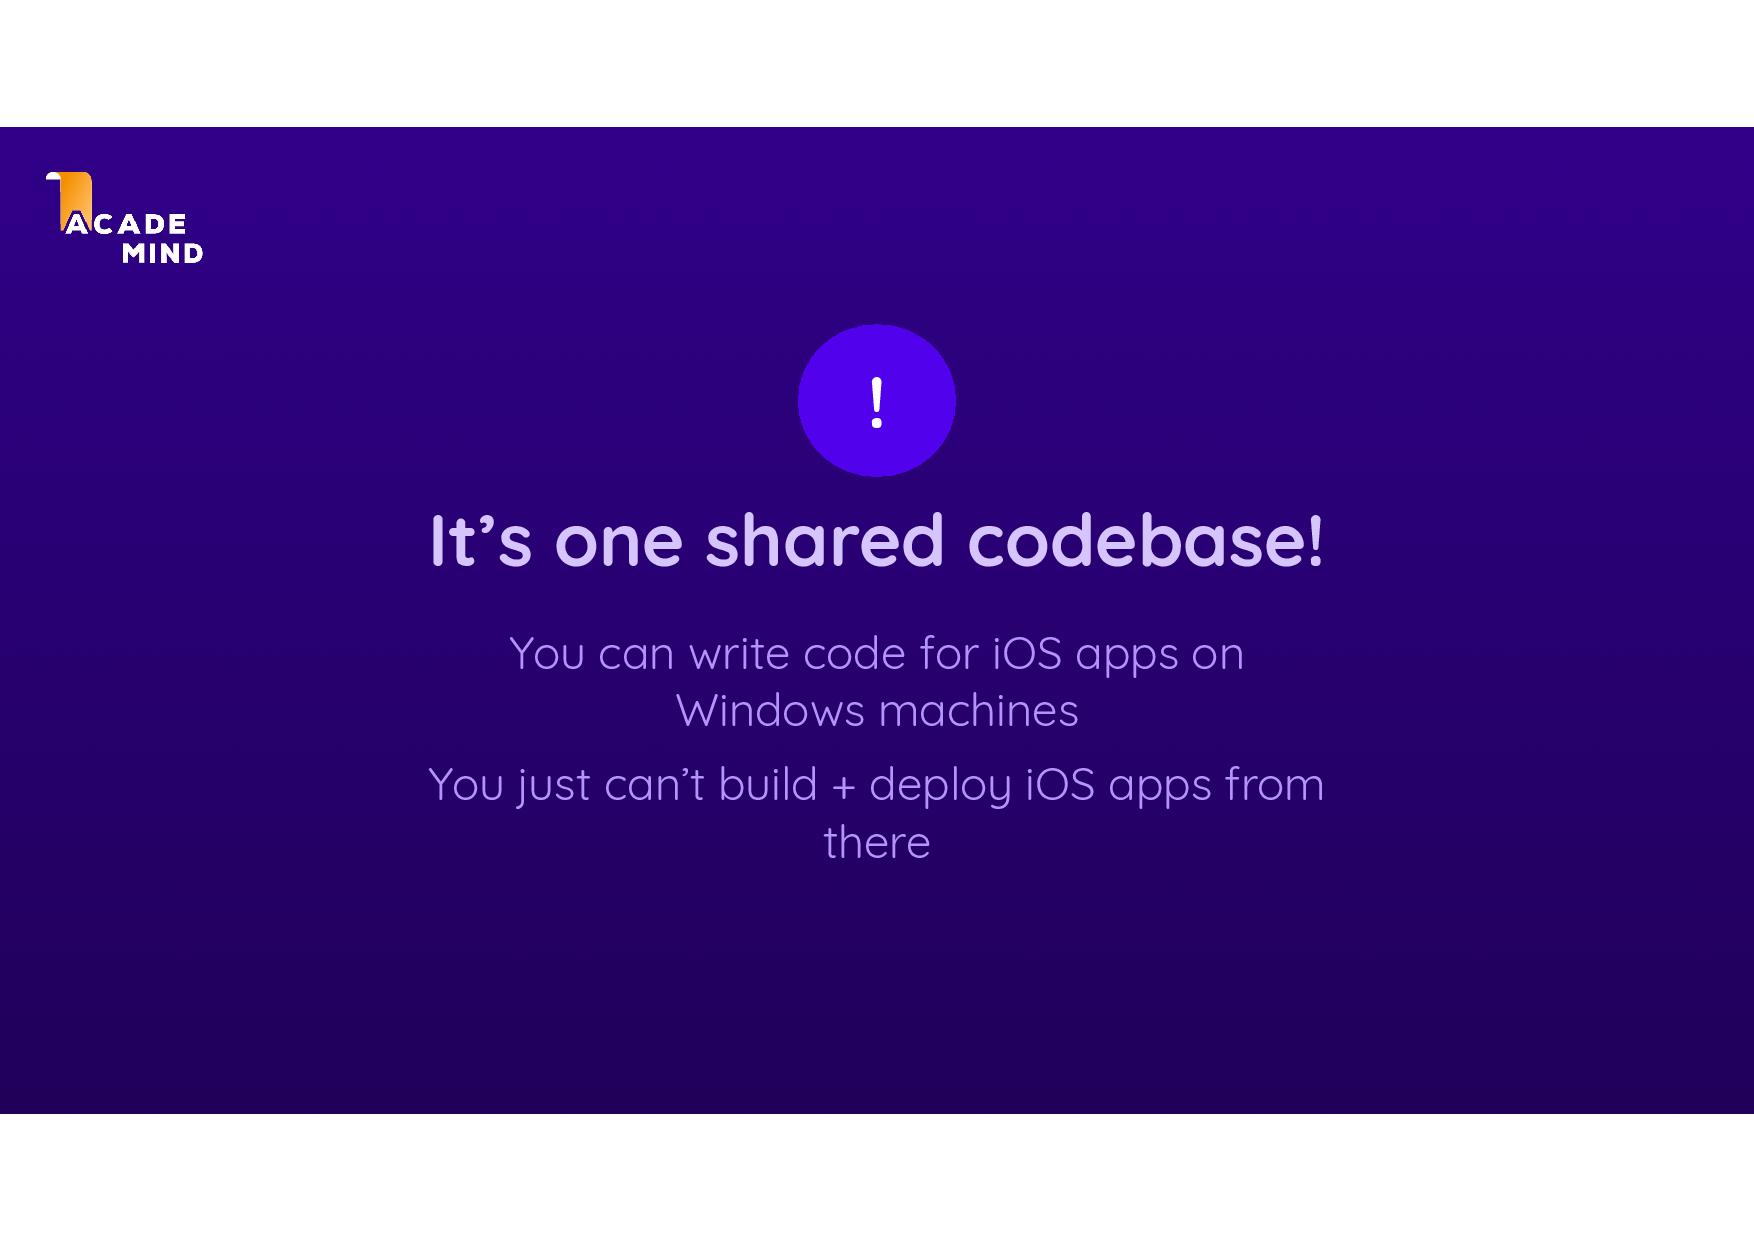 ACADE
MIND
!
It’s one shared codebase!
You can write code for iOS apps on
Windows machines
You just can’t build + deploy iOS apps from
there